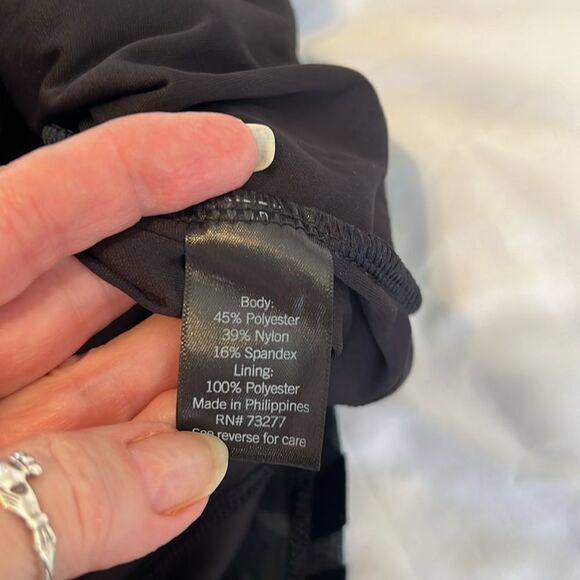 Body:
45% Polyester
39% Nylon
16% Spandex
Lining:
100% Polyester
Made in Philippines
RN# 73277
See reverse for care